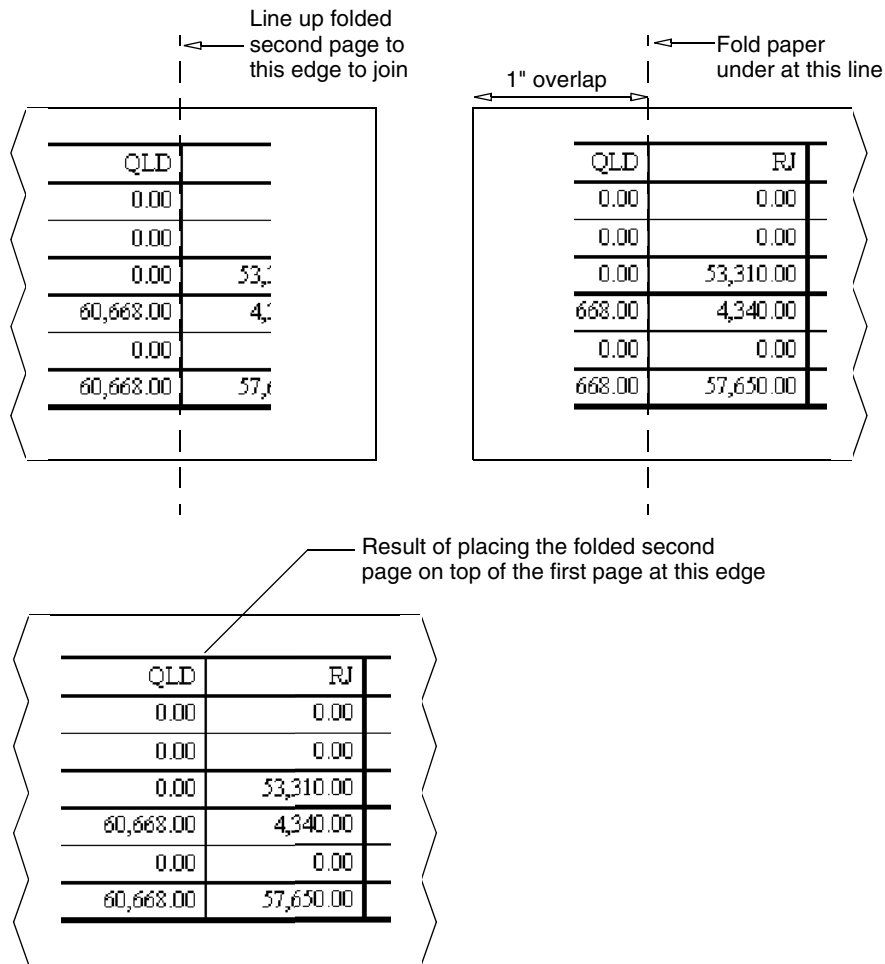 Line up folded
second page to
this edge to join
Fold paper
under at this line
1" overlap
QLD
0.00
0.00
0.00 53,
60,668.00 4,
0.00
60,668.00 57,
QLD RJ
0.00 0.00
0.00 0.00
0.00 53,310.00
668.00 4,340.00
0.00 0.00
668.00 57,650.00
Result of placing the folded second
page on top of the first page at this edge
QLD RJ
0.00 0.00
0.00 0.00
0.00 53,310.00
60,668.00 4,340.00
0.00 0.00
60,668.00 57,650.00